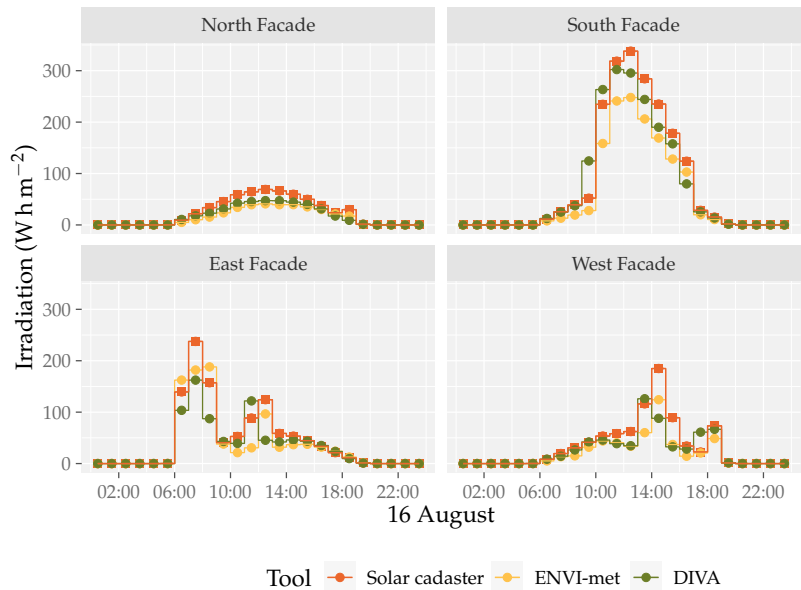 North Facade
South Facade
300
200
100
0
East Facade
West Facade
300
200
100
0
Irradiation (W h m−2)
02:00 06:00 10:00 14:00 18:00 22:00
02:00 06:00 10:00 14:00 18:00 22:00
16 August
Tool Solar cadaster ENVI-met DIVA